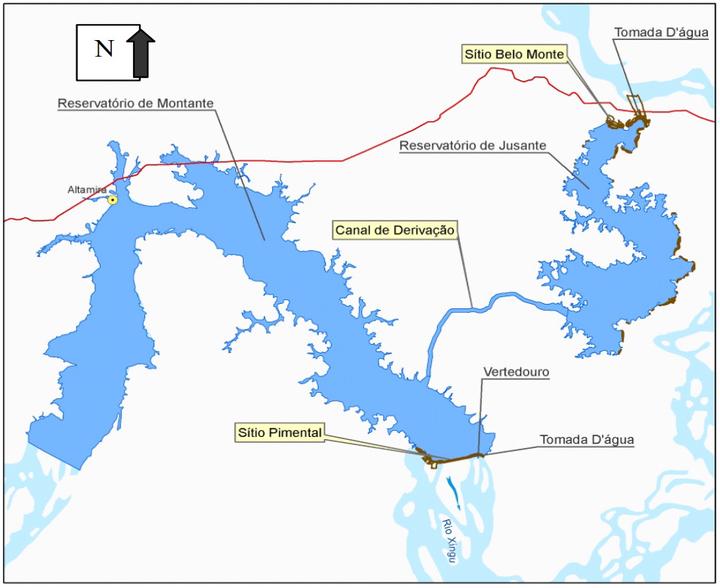 N
Tomada D'água
Sítio Belo Monte
Reservatório de Montante
Reservatório de Jusante
Altamira
Canal de Derivação
Vertedouro
Sítio Pimental
Tomada D'água
Rio Xingu